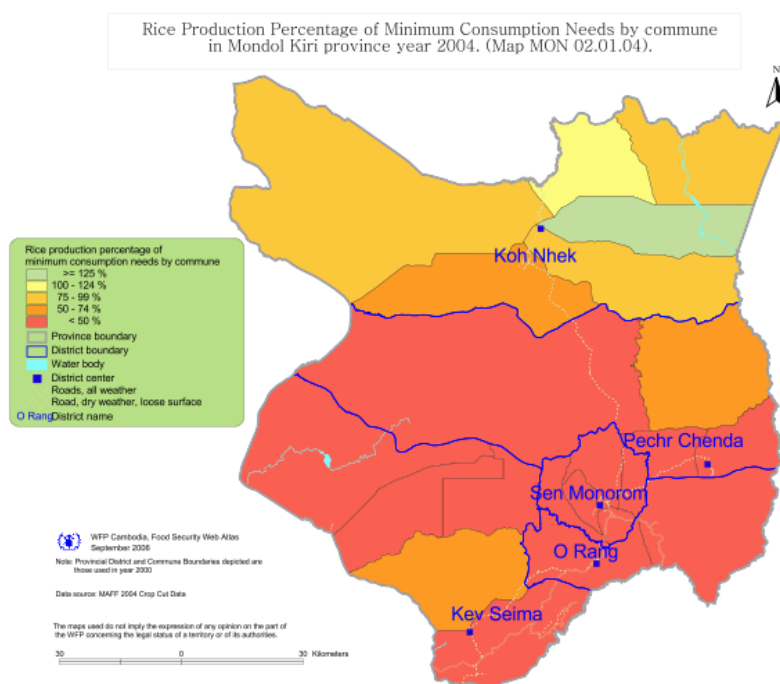 Rice Production Percentage of Minimum Consumption Needs by commune
in Mondol Kiri province year 2004. (Map MON 02.01.04).
N
Koh Nhek
Rice production percentage of
minimum consumption needs by commune
>= 125 %
100 - 124 %
75 - 99 %
50 - 74 %
< 50 %
Province boundary
District boundary
Water body
District center
Roads, all weather
Road, dry weather, loose surface
O Rang District name
Pechr Chenda
Sen Monorom
O Rang
Kev Seima
WFP Cambodia, Food Security Web Atlas
September 2006
Note: Provincial District and Commune Boundaries depicted are
those used in year 2000
Data source: MAFF 2004 Crop Cut Data
The maps used do not imply the expression of any opinion on the part of
the WFP concerning the legal status of a territory or of its authorities.
30 0 30 Kilometers